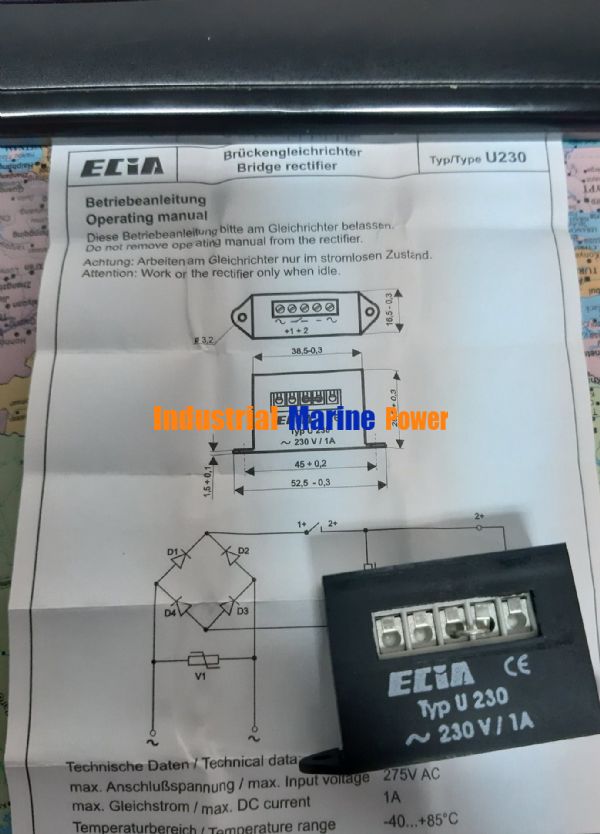 ECiA
Brückengleichrichter
Bridge rectifier
Typ/Type U230
Betriebeanleitung
Operating manual
Diese Betriebeanleitung bitte am Gleichrichter belassen.
Do not remove operating manual from the rectifier.
Achtung: Arbeiten am Gleichrichter nur im stromlosen Zustand.
Attention: Work or the rectifier only when idle.
+1 + 2
ø 3,2
16,5 - 0,3
38,5-0,3
Industrial Marine Power
ECiA
Typ U 230
~ 230 V / 1A
1.5 + 0,1
45 + 0,2
52,5 - 0,3
1+ 2+ 2+
D1 D2
D4 D3
V1
~ ~
ECiA CE
Typ U 230
~ 230 V / 1A
Technische Daten / Technical data
max. Anschlußspannung / max. Input voltage 275V AC
max. Gleichstrom / max. DC current 1A
Temperaturbereich / Temperature range -40...+85°C